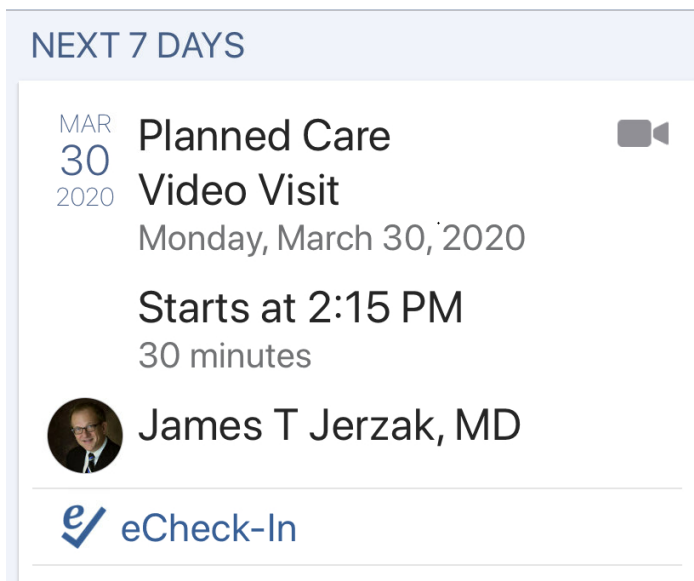 NEXT 7 DAYS
MAR
30
2020
Planned Care
Video Visit
Monday, March 30, 2020
Starts at 2:15 PM
30 minutes
James T Jerzak, MD
eCheck-In